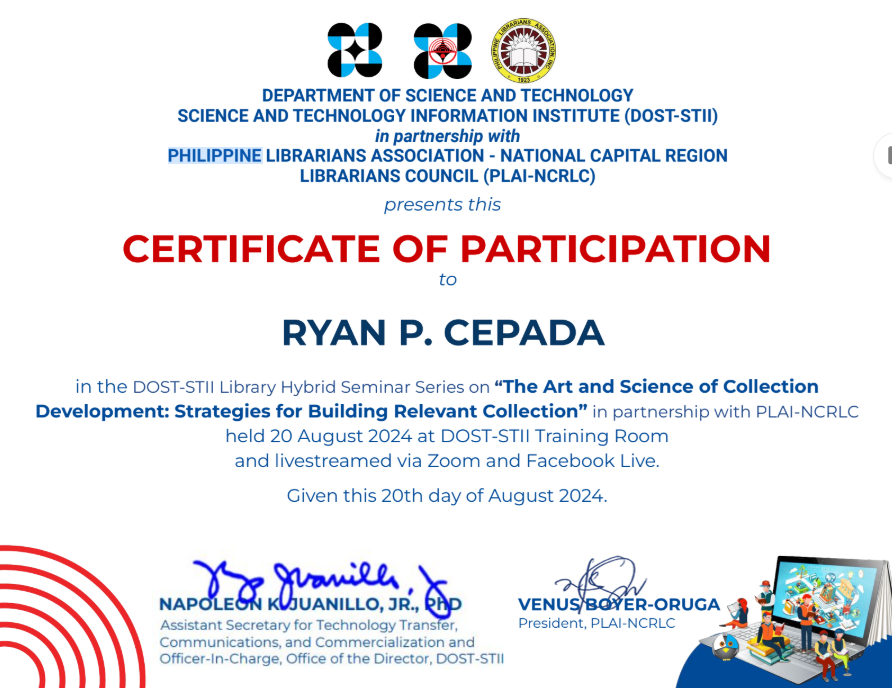 PHILIPPINE LIBRARIANS ASSOCIATION, INC.
1923
DEPARTMENT OF SCIENCE AND TECHNOLOGY
SCIENCE AND TECHNOLOGY INFORMATION INSTITUTE (DOST-STII)
in partnership with
PHILIPPINE LIBRARIANS ASSOCIATION - NATIONAL CAPITAL REGION
LIBRARIANS COUNCIL (PLAI-NCRLC)
presents this
CERTIFICATE OF PARTICIPATION
to
RYAN P. CEPADA
in the DOST-STII Library Hybrid Seminar Series on “The Art and Science of Collection
Development: Strategies for Building Relevant Collection” in partnership with PLAI-NCRLC
held 20 August 2024 at DOST-STII Training Room
and livestreamed via Zoom and Facebook Live.
Given this 20th day of August 2024.
NAPOLEON K. JUANILLO, JR., PhD
Assistant Secretary for Technology Transfer,
Communications, and Commercialization and
Officer-In-Charge, Office of the Director, DOST-STII
VENUS BOYER-ORUGA
President, PLAI-NCRLC